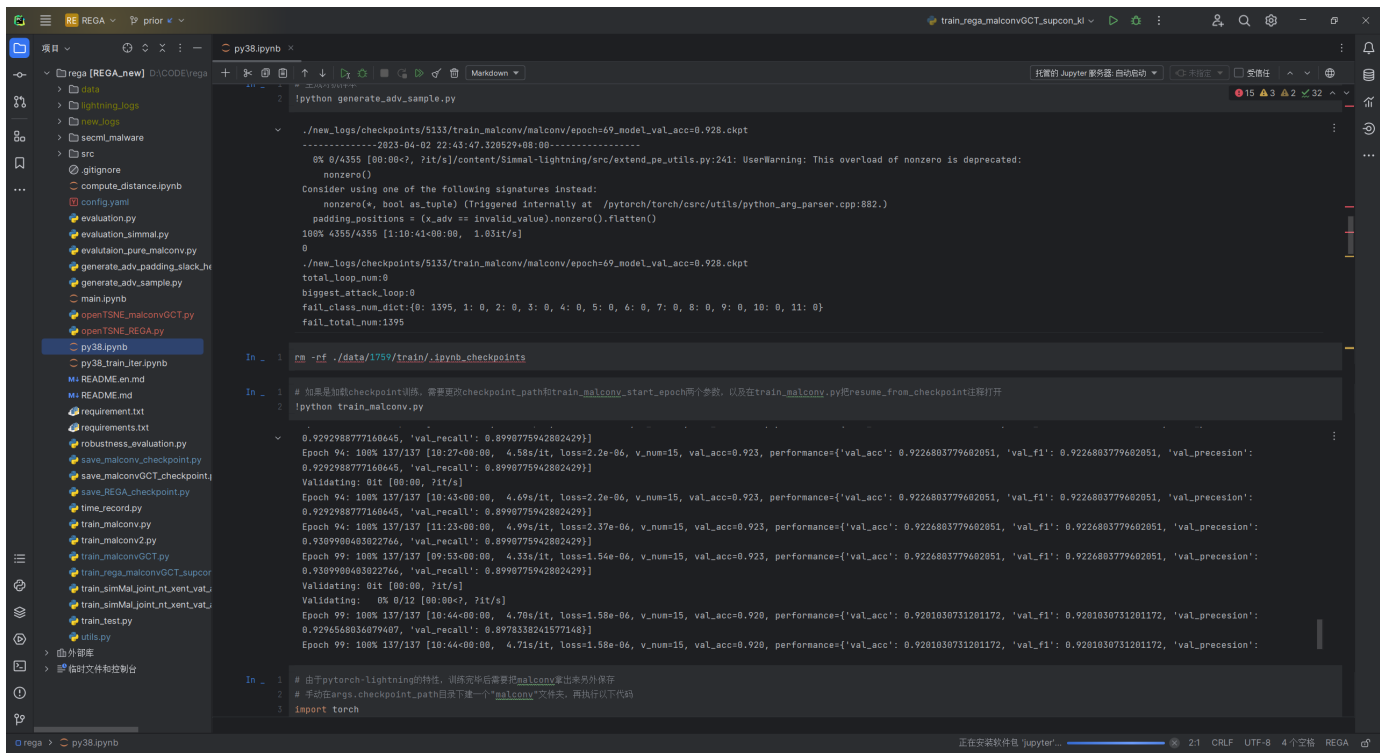 RE REGA prior train_rega_malconvGCT_supcon_kl
项目 py38.ipynb
rega [REGA_new] D:\CODE\rega Markdown 托管的 Jupyter 服务器: 自动启动 未指定 受信任
data
lightning_logs
new_logs
secml_malware
src
.gitignore
compute_distance.ipynb
config.yaml
evaluation.py
evaluation_simmal.py
evalutaion_pure_malconv.py
generate_adv_padding_slack_he
generate_adv_sample.py
main.ipynb
openTSNE_malconvGCT.py
openTSNE_REGA.py
py38.ipynb
py38_train_iter.ipynb
M↓ README.en.md
M↓ README.md
requirement.txt
requirements.txt
robustness_evaluation.py
save_malconv_checkpoint.py
save_malconvGCT_checkpoint.p
save_REGA_checkpoint.py
time_record.py
train_malconv.py
train_malconv2.py
train_malconvGCT.py
train_rega_malconvGCT_supcor
train_simMal_joint_nt_xent_vat_a
train_simMal_joint_nt_xent_vat_a
train_test.py
utils.py
外部库
临时文件和控制台
15 3 2 32
2 !python generate_adv_sample.py
./new_logs/checkpoints/5133/train_malconv/malconv/epoch=69_model_val_acc=0.928.ckpt
--------------2023-04-02 22:43:47.320529+08:00-----------------
0% 0/4355 [00:00<?, ?it/s]/content/Simmal-lightning/src/extend_pe_utils.py:241: UserWarning: This overload of nonzero is deprecated:
nonzero()
Consider using one of the following signatures instead:
nonzero(*, bool as_tuple) (Triggered internally at  /pytorch/torch/csrc/utils/python_arg_parser.cpp:882.)
padding_positions = (x_adv == invalid_value).nonzero().flatten()
100% 4355/4355 [1:10:41<00:00,  1.03it/s]
0
./new_logs/checkpoints/5133/train_malconv/malconv/epoch=69_model_val_acc=0.928.ckpt
total_loop_num:0
biggest_attack_loop:0
fail_class_num_dict:{0: 1395, 1: 0, 2: 0, 3: 0, 4: 0, 5: 0, 6: 0, 7: 0, 8: 0, 9: 0, 10: 0, 11: 0}
fail_total_num:1395
In _ 1 rm -rf ./data/1759/train/.ipynb_checkpoints
In _ 1 # 如果是加载checkpoint训练，需要更改checkpoint_path和train_malconv_start_epoch两个参数，以及在train_malconv.py把resume_from_checkpoint注释打开
2 !python train_malconv.py
0.9292988777160645, 'val_recall': 0.8990775942802429}]
Epoch 94: 100% 137/137 [10:27<00:00,  4.58s/it, loss=2.2e-06, v_num=15, val_acc=0.923, performance={'val_acc': 0.9226803779602051, 'val_f1': 0.9226803779602051, 'val_precesion':
0.9292988777160645, 'val_recall': 0.8990775942802429}]
Validating: 0it [00:00, ?it/s]
Epoch 94: 100% 137/137 [10:43<00:00,  4.69s/it, loss=2.2e-06, v_num=15, val_acc=0.923, performance={'val_acc': 0.9226803779602051, 'val_f1': 0.9226803779602051, 'val_precesion':
0.9292988777160645, 'val_recall': 0.8990775942802429}]
Epoch 94: 100% 137/137 [11:23<00:00,  4.99s/it, loss=2.37e-06, v_num=15, val_acc=0.923, performance={'val_acc': 0.9226803779602051, 'val_f1': 0.9226803779602051, 'val_precesion':
0.9309900403022766, 'val_recall': 0.8990775942802429}]
Epoch 99: 100% 137/137 [09:53<00:00,  4.33s/it, loss=1.54e-06, v_num=15, val_acc=0.923, performance={'val_acc': 0.9226803779602051, 'val_f1': 0.9226803779602051, 'val_precesion':
0.9309900403022766, 'val_recall': 0.8990775942802429}]
Validating: 0it [00:00, ?it/s]
Validating:   0% 0/12 [00:00<?, ?it/s]
Epoch 99: 100% 137/137 [10:44<00:00,  4.70s/it, loss=1.58e-06, v_num=15, val_acc=0.920, performance={'val_acc': 0.9201030731201172, 'val_f1': 0.9201030731201172, 'val_precesion':
0.9296568036079407, 'val_recall': 0.8978338241577148}]
Epoch 99: 100% 137/137 [10:44<00:00,  4.71s/it, loss=1.58e-06, v_num=15, val_acc=0.920, performance={'val_acc': 0.9201030731201172, 'val_f1': 0.9201030731201172, 'val_precesion':
In _ 1 # 由于pytorch-lightning的特性，训练完毕后需要把malconv拿出来另外保存
2 # 手动在args.checkpoint_path目录下建一个"malconv"文件夹，再执行以下代码
3 import torch
rega > py38.ipynb 正在安装软件包 'jupyter'... 2:1 CRLF UTF-8 4 个空格 REGA